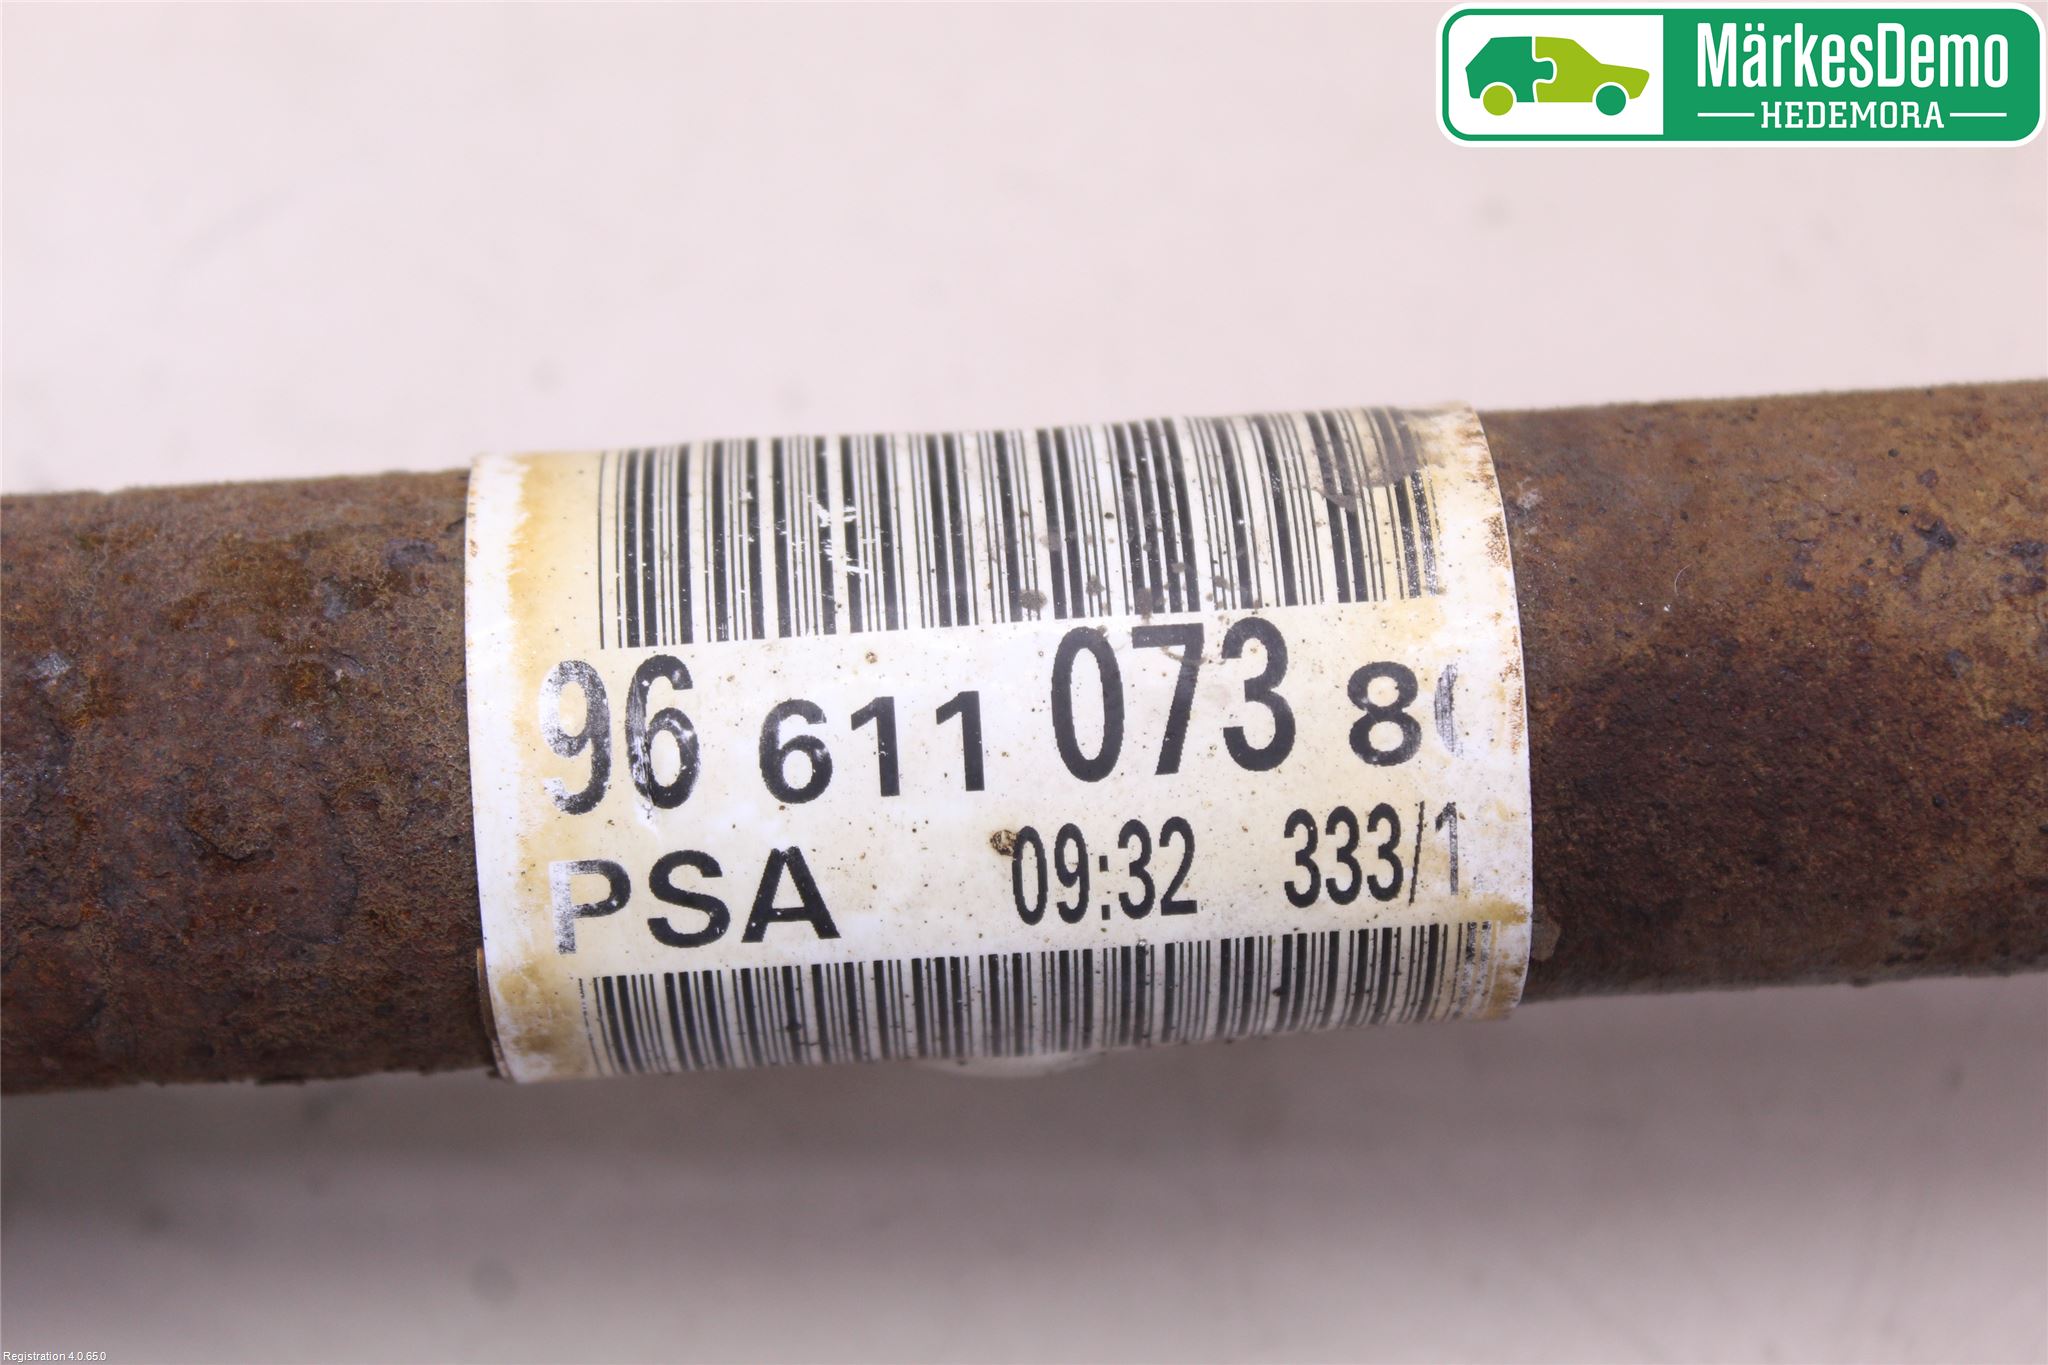 MärkesDemo
HEDEMORA
96 611 073 8
PSA 09:32 333/1
Registration 4.0.65.0